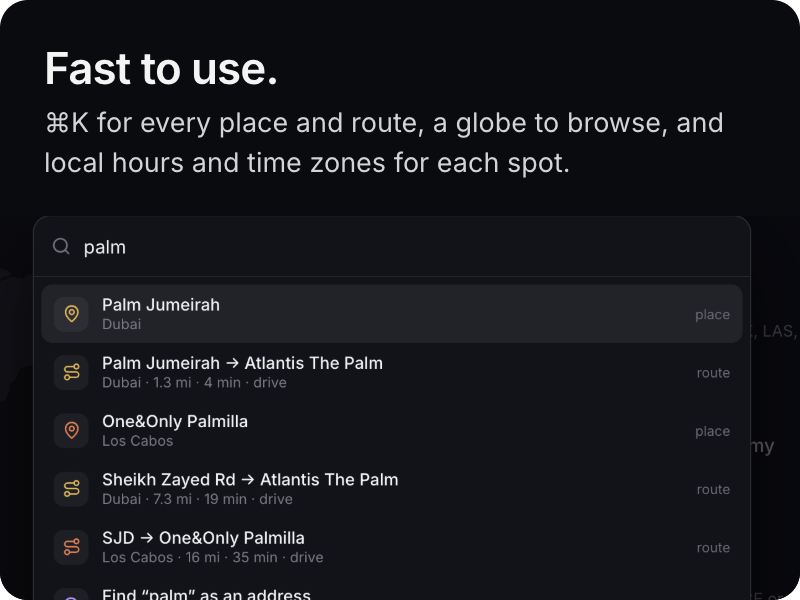 Fast to use.
⌘K for every place and route, a globe to browse, and
local hours and time zones for each spot.
palm
Palm Jumeirah
Dubai
place
Palm Jumeirah → Atlantis The Palm
Dubai · 1.3 mi · 4 min · drive
route
One&Only Palmilla
Los Cabos
place
Sheikh Zayed Rd → Atlantis The Palm
Dubai · 7.3 mi · 19 min · drive
route
SJD → One&Only Palmilla
Los Cabos · 16 mi · 35 min · drive
route
Find “palm” as an address
LAS,